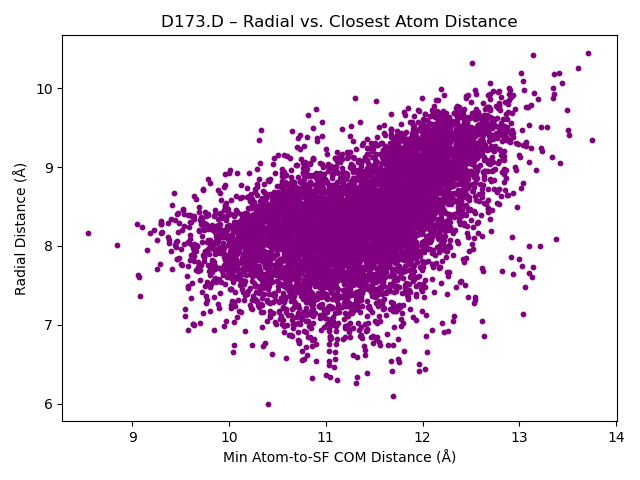 D173.D – Radial vs. Closest Atom Distance
Radial Distance (Å)
10
9
8
7
6
9 10 11 12 13 14
Min Atom-to-SF COM Distance (Å)